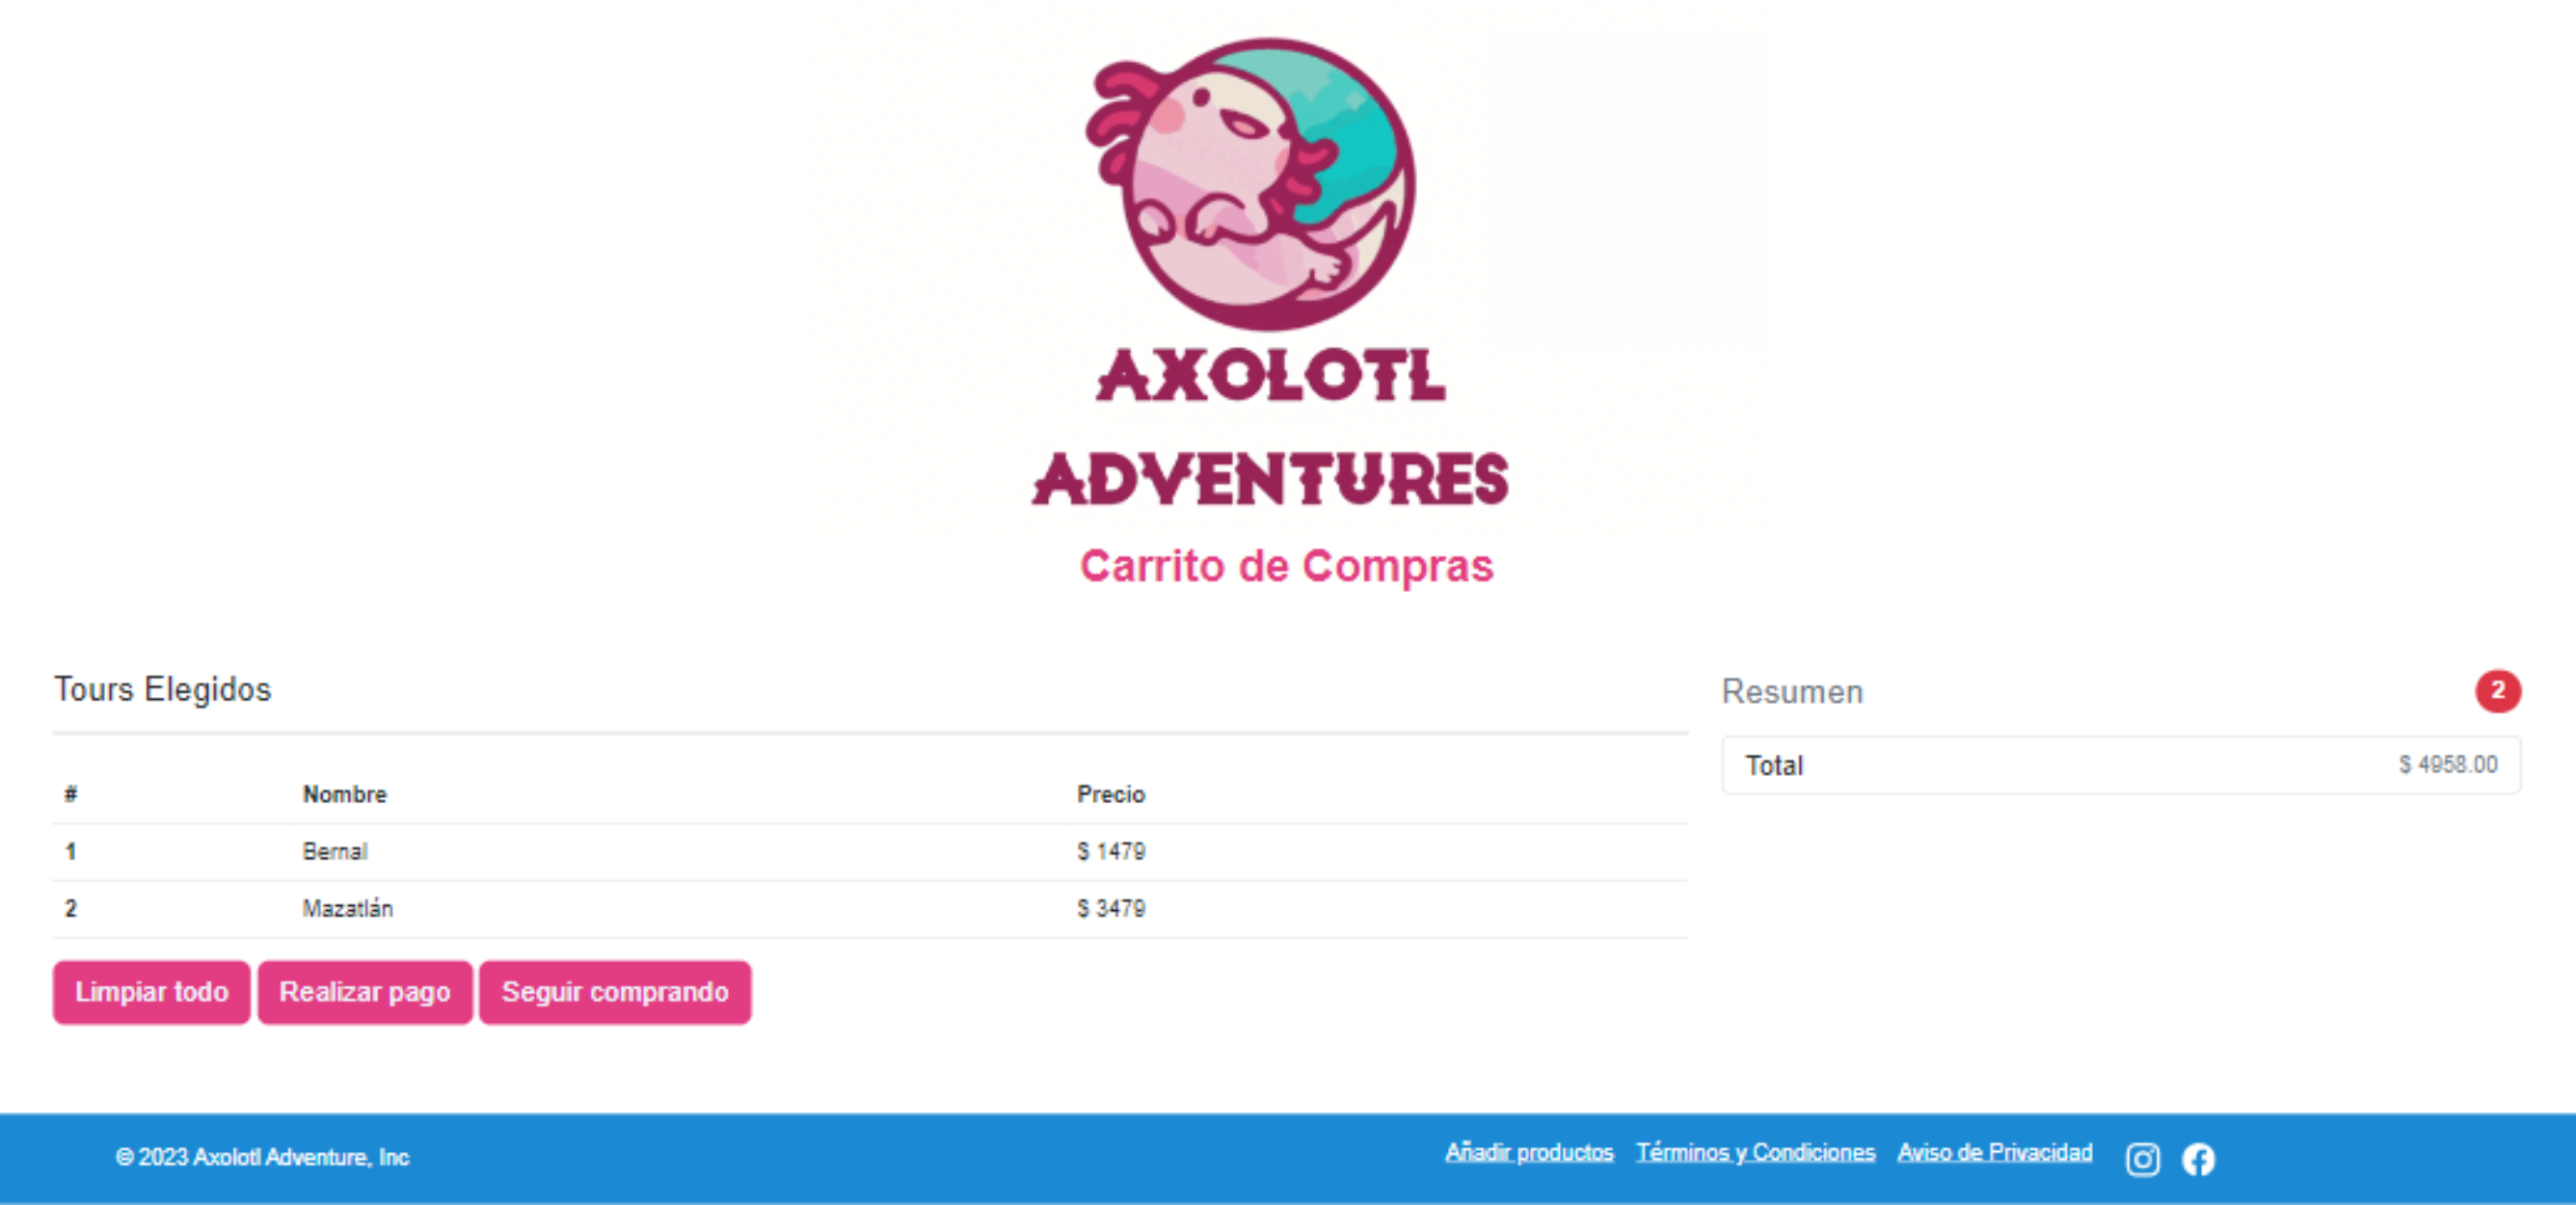 AXOLOTL
ADVENTURES
Carrito de Compras
Tours Elegidos
# Nombre Precio
1 Bernal $ 1479
2 Mazatlán $ 3479
Limpiar todo Realizar pago Seguir comprando
Resumen 2
Total $ 4958.00
© 2023 Axolotl Adventure, Inc
Añadir productos Términos y Condiciones Aviso de Privacidad